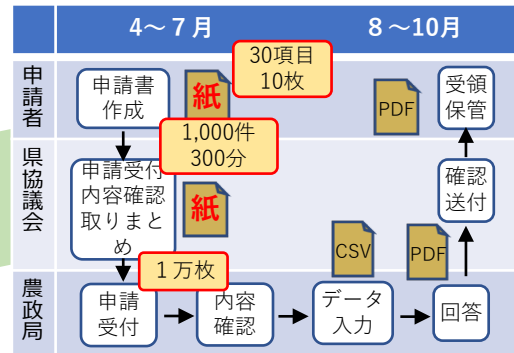 4～7月
8～10月
申請者
申請書
作成
紙
30項目
10枚
PDF
受領
保管
県協議会
1,000件
300分
申請受付
内容確認
取りまと
め
紙
確認
送付
CSV
PDF
農政局
1万枚
申請
受付
内容
確認
データ
入力
回答